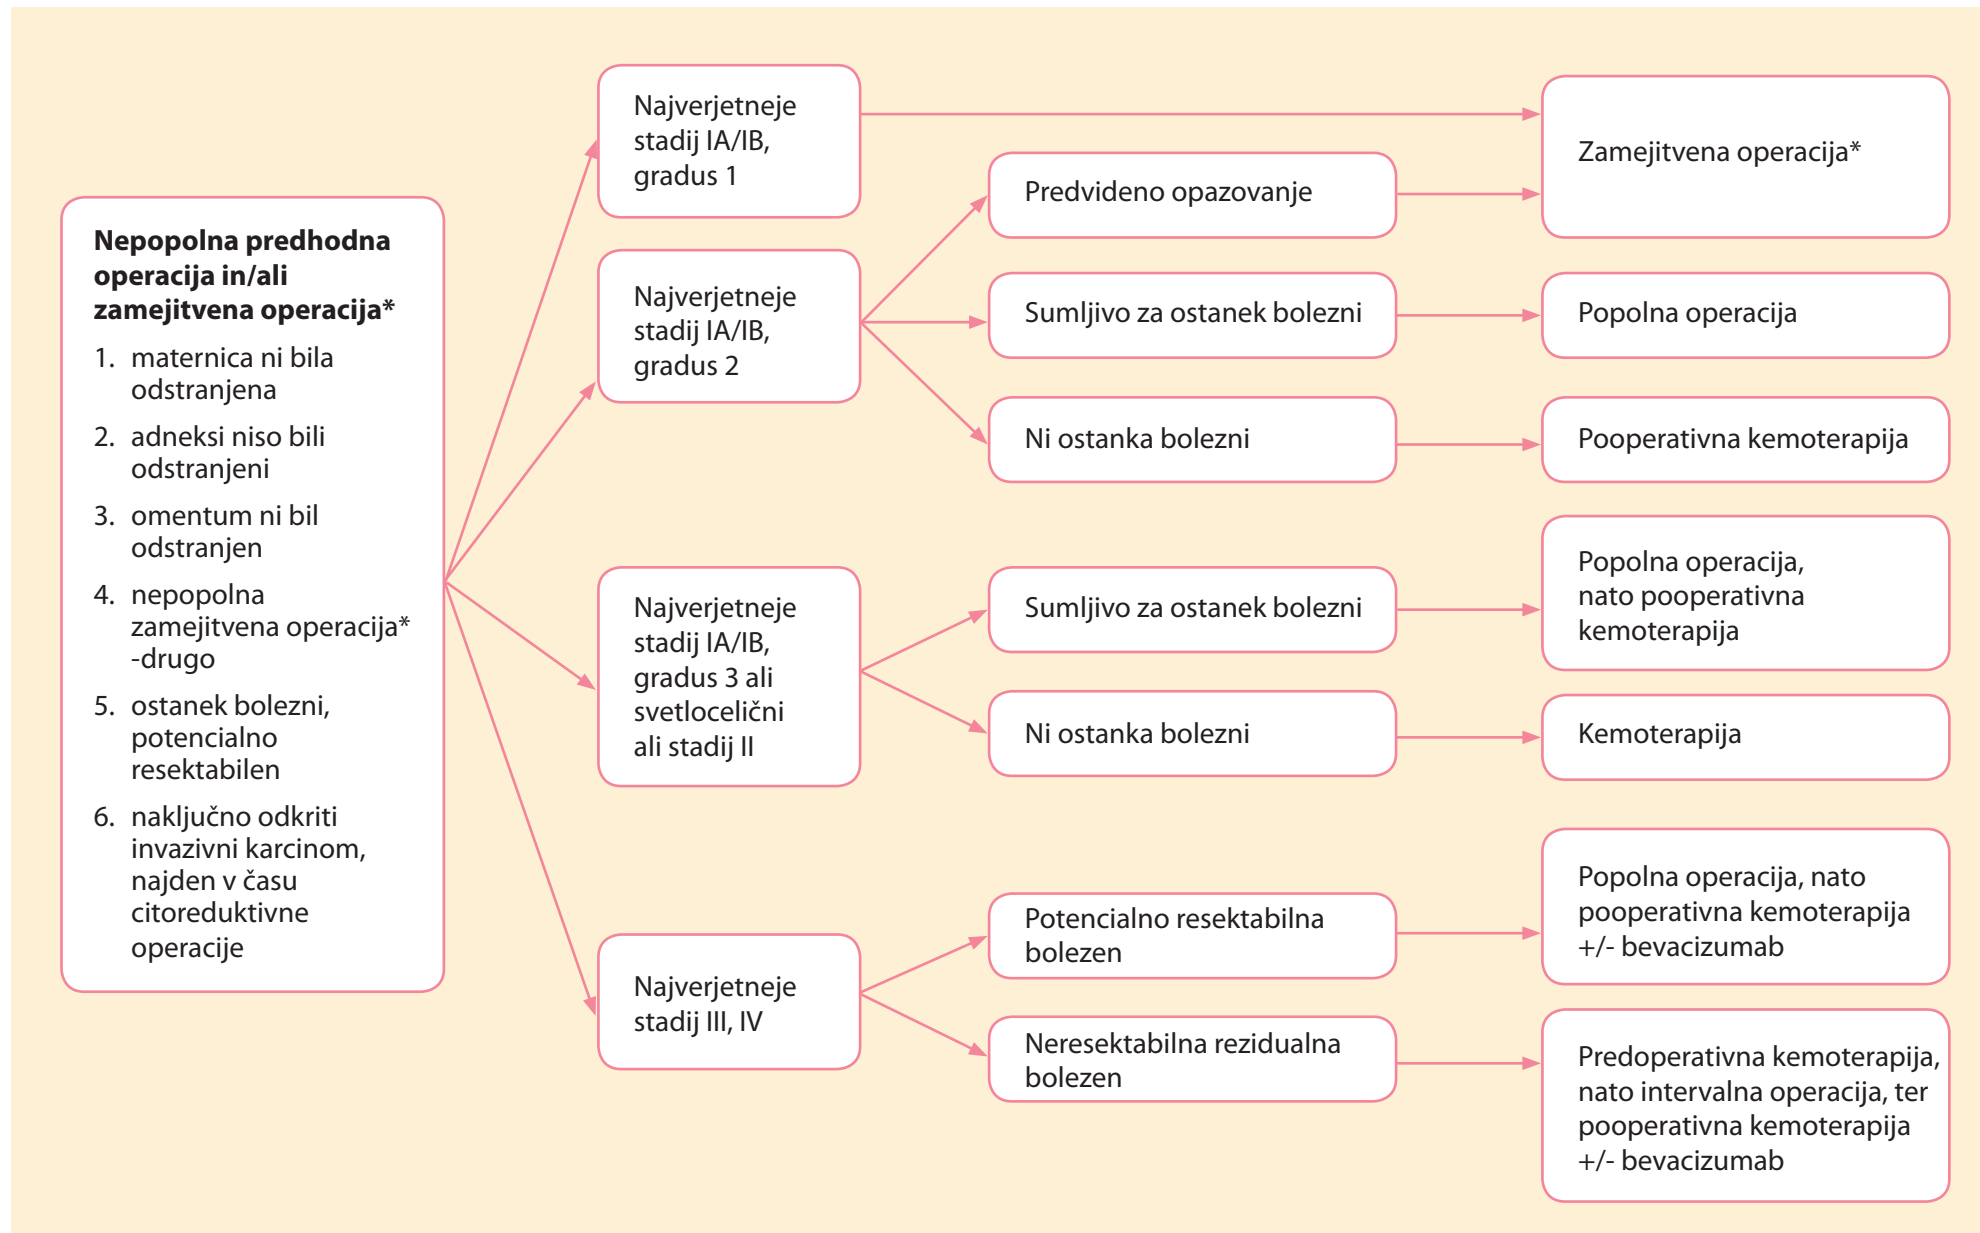 Nepopolna predhodna
operacija in/ali
zamejitvena operacija*
1. maternica ni bila
odstranjena
2. adneksi niso bili
odstranjeni
3. omentum ni bil
odstranjen
4. nepopolna
zamejitvena operacija*
-drugo
5. ostanek bolezni,
potencialno
resektabilen
6. naključno odkriti
invazivni karcinom,
najden v času
citoreduktivne
operacije
Najverjetneje
stadij IA/IB,
gradus 1
Zamejitvena operacija*
Najverjetneje
stadij IA/IB,
gradus 2
Predvideno opazovanje
Sumljivo za ostanek bolezni
Popolna operacija
Ni ostanka bolezni
Pooperativna kemoterapija
Najverjetneje
stadij IA/IB,
gradus 3 ali
svetlocelični
ali stadij II
Sumljivo za ostanek bolezni
Popolna operacija,
nato pooperativna
kemoterapija
Ni ostanka bolezni
Kemoterapija
Najverjetneje
stadij III, IV
Potencialno resektabilna
bolezen
Popolna operacija, nato
pooperativna kemoterapija
+/- bevacizumab
Neresektabilna rezidualna
bolezen
Predoperativna kemoterapija,
nato intervalna operacija, ter
pooperativna kemoterapija
+/- bevacizumab